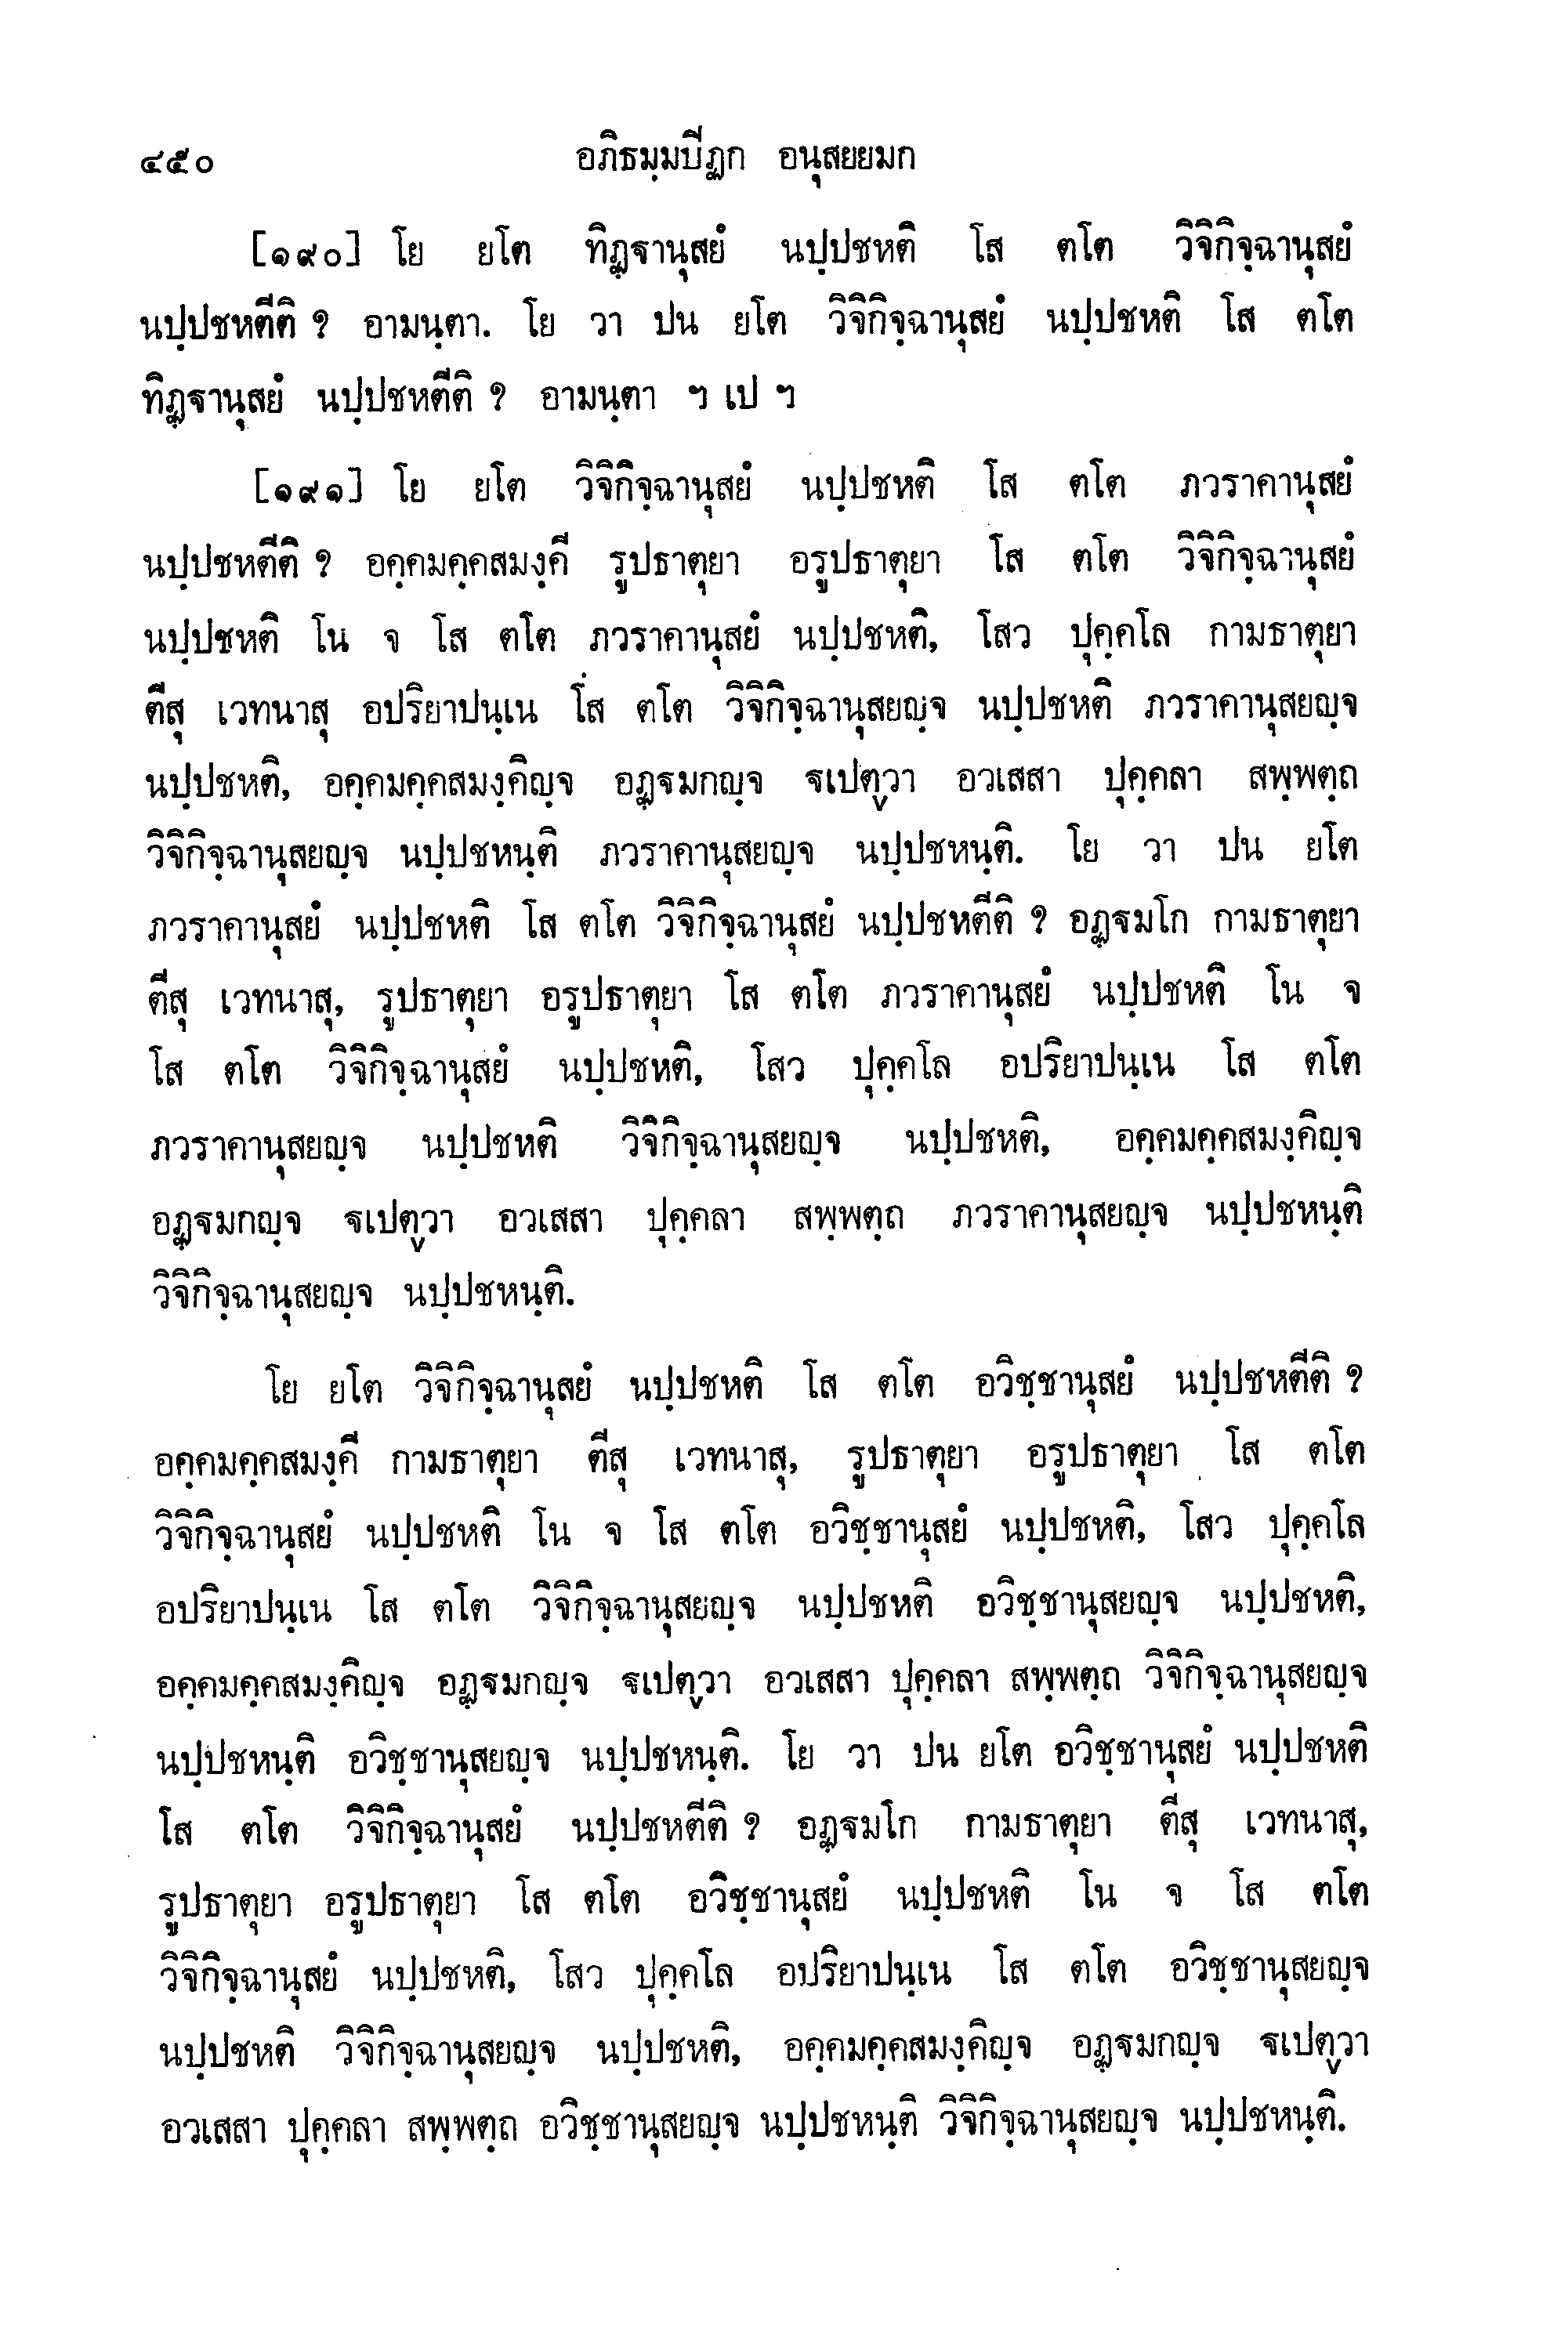 ๔๕๐ อภิธมฺมปีฏก อนุสยยมก
[๑๙๐] โย ยโต ทิฏฺฐานุสยํ นปฺปชหติ โส ตโต วิจิกิจฺฉานุสยํ
นปฺปชหตีติ ? อามนฺตา. โย วา ปน ยโต วิจิกิจฺฉานุสยํ นปฺปชหติ โส ตโต
ทิฏฺฐานุสยํ นปฺปชหตีติ ? อามนฺตา ฯ เป ฯ
[๑๙๑] โย ยโต วิจิกิจฺฉานุสยํ นปฺปชหติ โส ตโต ภวราคานุสยํ
นปฺปชหตีติ ? อคฺคมคฺคสมงฺคี รูปธาตุยา อรูปธาตุยา โส ตโต วิจิกิจฺฉานุสยํ
นปฺปชหติ โน จ โส ตโต ภวราคานุสยํ นปฺปชหติ, โสว ปุคฺคโล กามธาตุยา
ตีสุ เวทนาสุ อปริยาปนฺเน โส ตโต วิจิกิจฺฉานุสยญฺจ นปฺปชหติ ภวราคานุสยญฺจ
นปฺปชหติ, อคฺคมคฺคสมงฺคิญฺจ อฏฺฐมกญฺจ ฐเปตฺวา อวเสสา ปุคฺคลา สพฺพตฺถ
วิจิกิจฺฉานุสยญฺจ นปฺปชหนฺติ ภวราคานุสยญฺจ นปฺปชหนฺติ. โย วา ปน ยโต
ภวราคานุสยํ นปฺปชหติ โส ตโต วิจิกิจฺฉานุสยํ นปฺปชหตีติ ? อฏฺฐมโก กามธาตุยา
ตีสุ เวทนาสุ, รูปธาตุยา อรูปธาตุยา โส ตโต ภวราคานุสยํ นปฺปชหติ โน จ
โส ตโต วิจิกิจฺฉานุสยํ นปฺปชหติ, โสว ปุคฺคโล อปริยาปนฺเน โส ตโต
ภวราคานุสยญฺจ นปฺปชหติ วิจิกิจฺฉานุสยญฺจ นปฺปชหติ, อคฺคมคฺคสมงฺคิญฺจ
อฏฺฐมกญฺจ ฐเปตฺวา อวเสสา ปุคฺคลา สพฺพตฺถ ภวราคานุสยญฺจ นปฺปชหนฺติ
วิจิกิจฺฉานุสยญฺจ นปฺปชหนฺติ.
โย ยโต วิจิกิจฺฉานุสยํ นปฺปชหติ โส ตโต อวิชฺชานุสยํ นปฺปชหตีติ ?
อคฺคมคฺคสมงฺคี กามธาตุยา ตีสุ เวทนาสุ, รูปธาตุยา อรูปธาตุยา โส ตโต
วิจิกิจฺฉานุสยํ นปฺปชหติ โน จ โส ตโต อวิชฺชานุสยํ นปฺปชหติ, โสว ปุคฺคโล
อปริยาปนฺเน โส ตโต วิจิกิจฺฉานุสยญฺจ นปฺปชหติ อวิชฺชานุสยญฺจ นปฺปชหติ,
อคฺคมคฺคสมงฺคิญฺจ อฏฺฐมกญฺจ ฐเปตฺวา อวเสสา ปุคฺคลา สพฺพตฺถ วิจิกิจฺฉานุสยญฺจ
นปฺปชหนฺติ อวิชฺชานุสยญฺจ นปฺปชหนฺติ. โย วา ปน ยโต อวิชฺชานุสยํ นปฺปชหติ
โส ตโต วิจิกิจฺฉานุสยํ นปฺปชหตีติ ? อฏฺฐมโก กามธาตุยา ตีสุ เวทนาสุ,
รูปธาตุยา อรูปธาตุยา โส ตโต อวิชฺชานุสยํ นปฺปชหติ โน จ โส ตโต
วิจิกิจฺฉานุสยํ นปฺปชหติ, โสว ปุคฺคโล อปริยาปนฺเน โส ตโต อวิชฺชานุสยญฺจ
นปฺปชหติ วิจิกิจฺฉานุสยญฺจ นปฺปชหติ, อคฺคมคฺคสมงฺคิญฺจ อฏฺฐมกญฺจ ฐเปตฺวา
อวเสสา ปุคฺคลา สพฺพตฺถ อวิชฺชานุสยญฺจ นปฺปชหนฺติ วิจิกิจฺฉานุสยญฺจ นปฺปชหนฺติ.